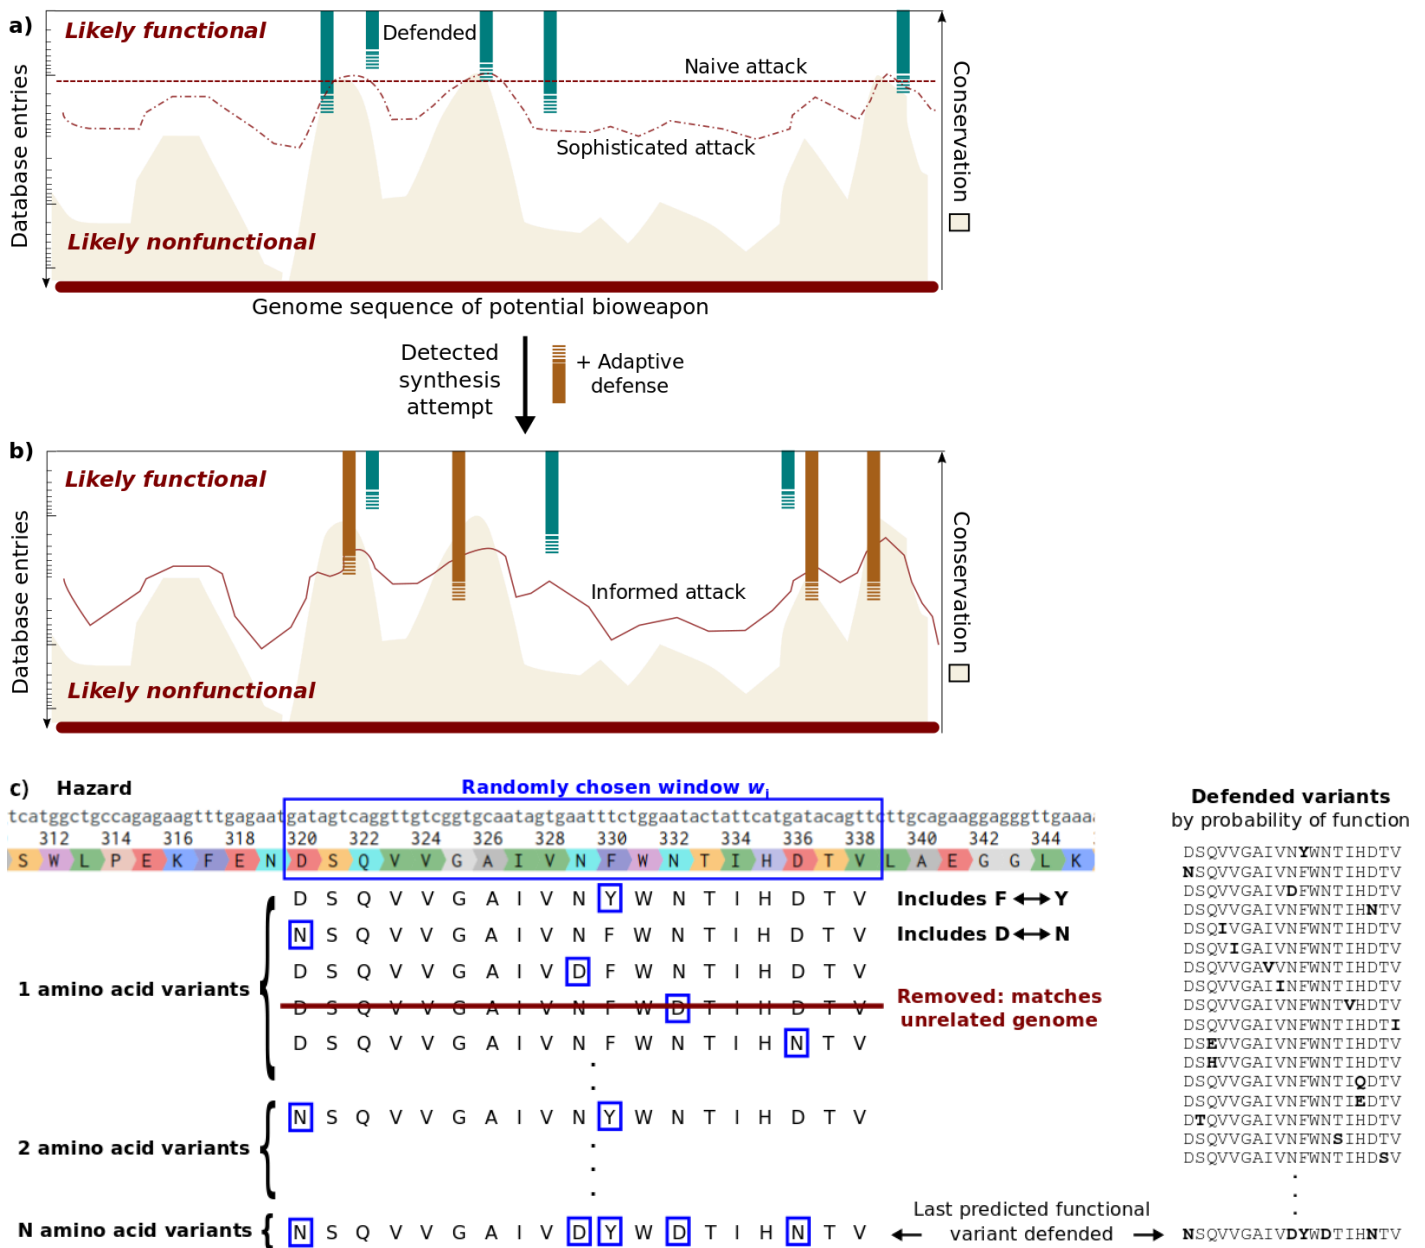 a)
Likely functional
Defended
Naive attack
Sophisticated attack
Likely nonfunctional
Database entries
Conservation
Genome sequence of potential bioweapon
Detected
synthesis
attempt
+ Adaptive
defense
b)
Likely functional
Informed attack
Likely nonfunctional
Database entries
Conservation
c) Hazard
Randomly chosen window wi
tcatggctgccagagaagtttgagaatgatagtcaggttgtcggtgcaatagtgaatttctggaatactattcatgatacagttcttgcagaaggagggttgaaaa
312 314 316 318 320 322 324 326 328 330 332 334 336 338 340 342 344
S W L P E K F E N D S Q V V G A I V N F W N T I H D T V L A E G G L K
D S Q V V G A I V N Y W N T I H D T V Includes F ↔ Y
N S Q V V G A I V N F W N T I H D T V Includes D ↔ N
D S Q V V G A I V D F W N T I H D T V
1 amino acid variants
D S Q V V G A I V N F W D T I H D T V
Removed: matches
unrelated genome
D S Q V V G A I V N F W N T I H N T V
N S Q V V G A I V N Y W N T I H D T V
2 amino acid variants
N amino acid variants
N S Q V V G A I V D Y W D T I H N T V
Last predicted functional
variant defended
Defended variants
by probability of function
DSQVVGAIVNYWNTIHDTV
NSQVVGAIVNFWNTIHDTV
DSQVVGAIVDFWNTIHDTV
DSQVVGAIVNFWNTIHNTV
DSQIVGAIVNFWNTIHDTV
DSQVIGAIVNFWNTIHDTV
DSQVVGAVVNFWNTIHDTV
DSQVVGAIINFWNTIHDTV
DSQVVGAIVNFWNTVHDTV
DSQVVGAIVNFWNTIHDTI
DSEVVGAIVNFWNTIHDTV
DSHVVGAIVNFWNTIHDTV
DSQVVGAIVNFWNTIQDTV
DSQVVGAIVNFWNTIEDTV
DTQVVGAIVNFWNTIHDTV
DSQVVGAIVNFWNSIHDTV
DSQVVGAIVNFWNTIHDSV
NSQVVGAIVDYWDTIHNTV